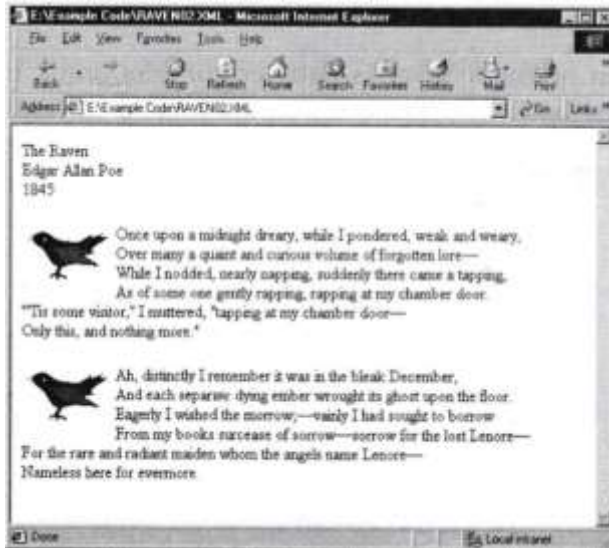 E:\Example Code\RAVEN02.XML - Microsoft Internet Explorer
File Edit View Favorites Tools Help
Back Stop Refresh Home Search Favorites History Mail Print
Address E:\Example Code\RAVEN02.XML Go Links »
The Raven
Edgar Allan Poe
1845
Once upon a midnight dreary, while I pondered, weak and weary,
Over many a quaint and curious volume of forgotten lore—
While I nodded, nearly napping, suddenly there came a tapping,
As of some one gently rapping, rapping at my chamber door.
"'Tis some visitor," I muttered, "tapping at my chamber door—
Only this, and nothing more."
Ah, distinctly I remember it was in the bleak December,
And each separate dying ember wrought its ghost upon the floor.
Eagerly I wished the morrow;—vainly I had sought to borrow
From my books surcease of sorrow—sorrow for the lost Lenore—
For the rare and radiant maiden whom the angels name Lenore—
Nameless here for evermore.
Done Local intranet